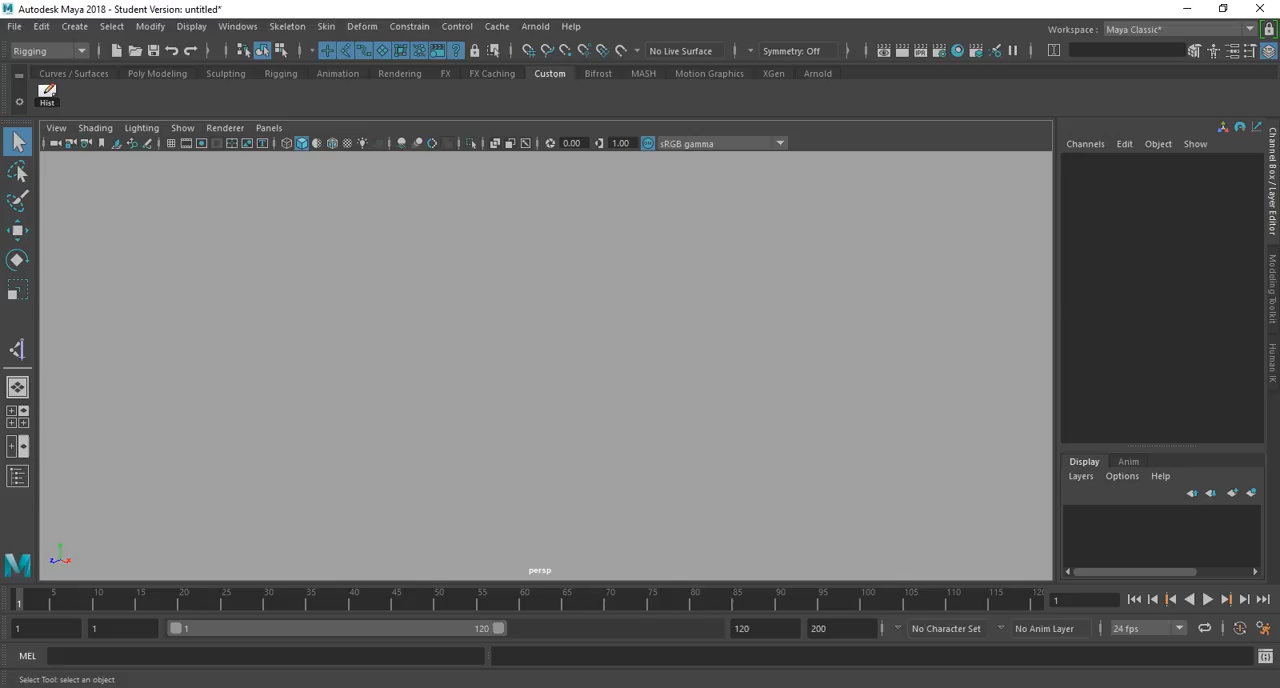 Autodesk Maya 2018 - Student Version: untitled*
File Edit Create Select Modify Display Windows Skeleton Skin Deform Constrain Control Cache Arnold Help
Workspace : Maya Classic*
Rigging
No Live Surface
Symmetry: Off
Curves / Surfaces Poly Modeling Sculpting Rigging Animation Rendering FX FX Caching Custom Bifrost MASH Motion Graphics XGen Arnold
Hist
View Shading Lighting Show Renderer Panels
0.00 1.00 sRGB gamma
Channels Edit Object Show
Channel Box / Layer Editor
Modeling Toolkit
Human IK
persp
Display Anim
Layers Options Help
1 5 10 15 20 25 30 35 40 45 50 55 60 65 70 75 80 85 90 95 100 105 110 115 120
1
1 1 1 120 120 200 No Character Set No Anim Layer 24 fps
MEL
Select Tool: select an object